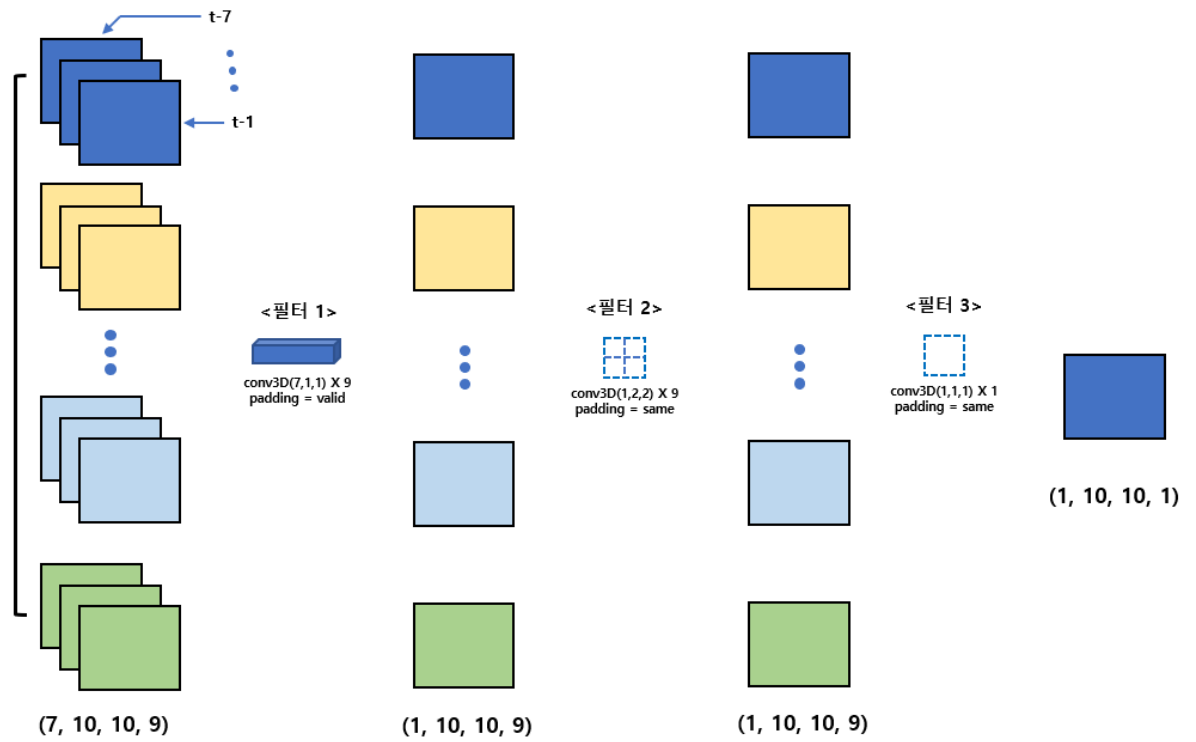 t-7
t-1
<필터 1>
conv3D(7,1,1) X 9
padding = valid
<필터 2>
conv3D(1,2,2) X 9
padding = same
<필터 3>
conv3D(1,1,1) X 1
padding = same
(7, 10, 10, 9)
(1, 10, 10, 9)
(1, 10, 10, 9)
(1, 10, 10, 1)